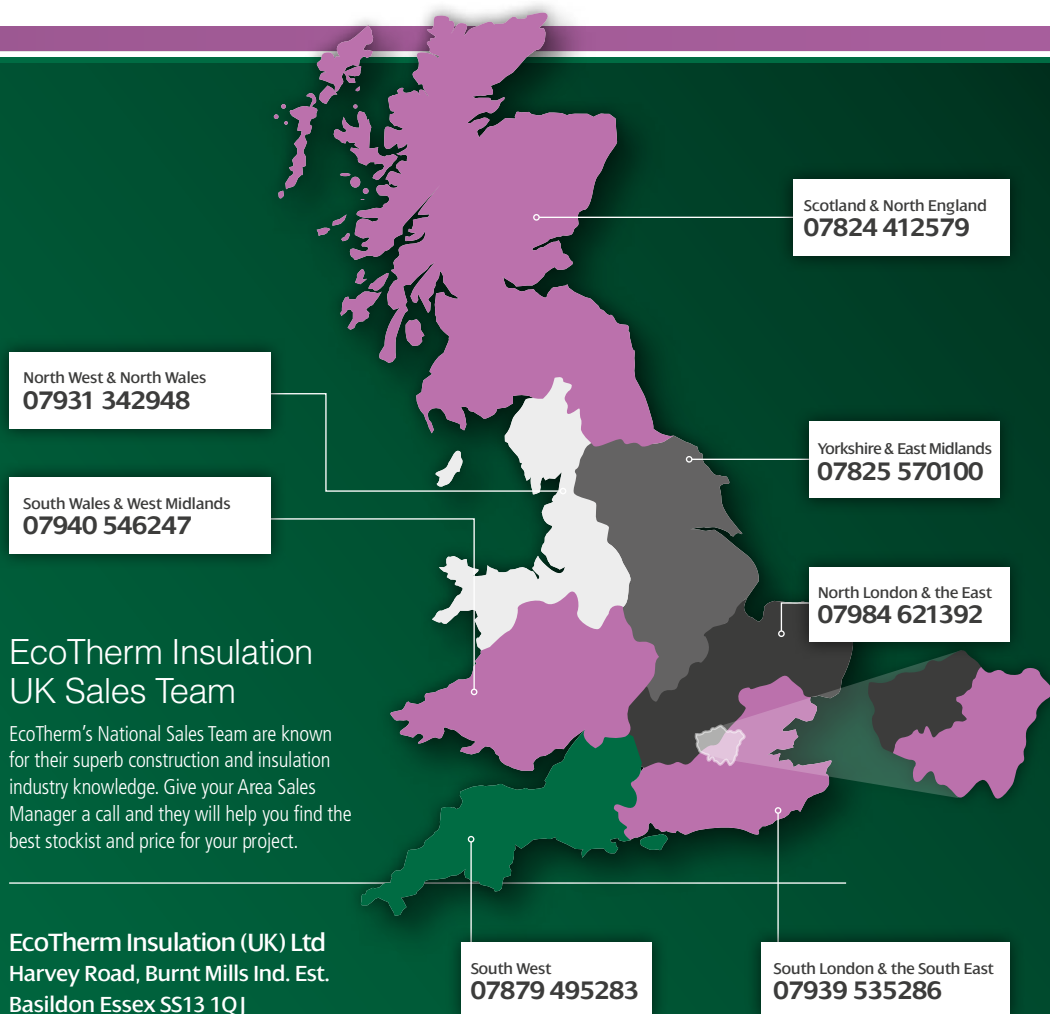 Scotland & North England
07824 412579
North West & North Wales
07931 342948
Yorkshire & East Midlands
07825 570100
South Wales & West Midlands
07940 546247
North London & the East
07984 621392
EcoTherm Insulation
UK Sales Team
EcoTherm's National Sales Team are known
for their superb construction and insulation
industry knowledge. Give your Area Sales
Manager a call and they will help you find the
best stockist and price for your project.
EcoTherm Insulation (UK) Ltd
Harvey Road, Burnt Mills Ind. Est.
Basildon Essex SS13 1QJ
South West
07879 495283
South London & the South East
07939 535286